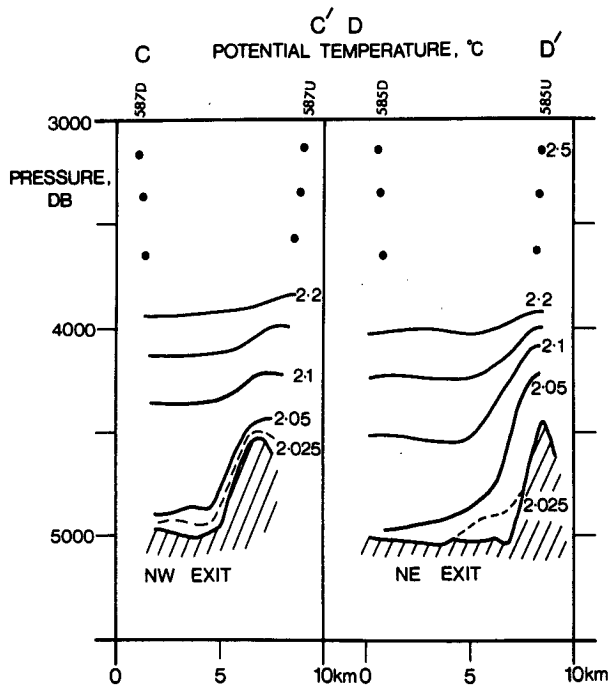 C′ D
C POTENTIAL TEMPERATURE, °C D′
587D 587U 585D 585U
3000
2·5
PRESSURE,
DB
2·2 2·2
4000
2·1 2·1
2·05
2·05
2·025
2·025
5000
NW EXIT NE EXIT
0 5 10km 0 5 10km